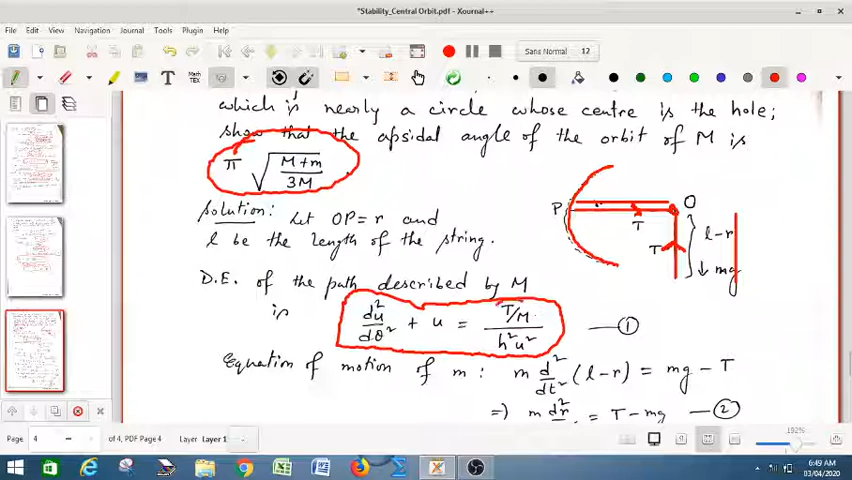 *Stability_Central Orbit.pdf - Xournal++
File Edit View Navigation Journal Tools Plugin Help
Sans Normal 12
which is nearly a circle whose centre is the hole;
show that the apsidal angle of the orbit of M is
π √(M+m / 3M)
Solution: Let OP=r and
l be the length of the string.
P O
T
T l-r
↓ mg
D.E. of the path described by M
is d²u/dθ² + u = T/M / h²u² —①
Equation of motion of m: m d²/dt² (l-r) = mg - T
= T - mg —②
192%
Page 4 of 4, PDF Page 4 Layer Layer 1
6:49 AM
03/04/2020